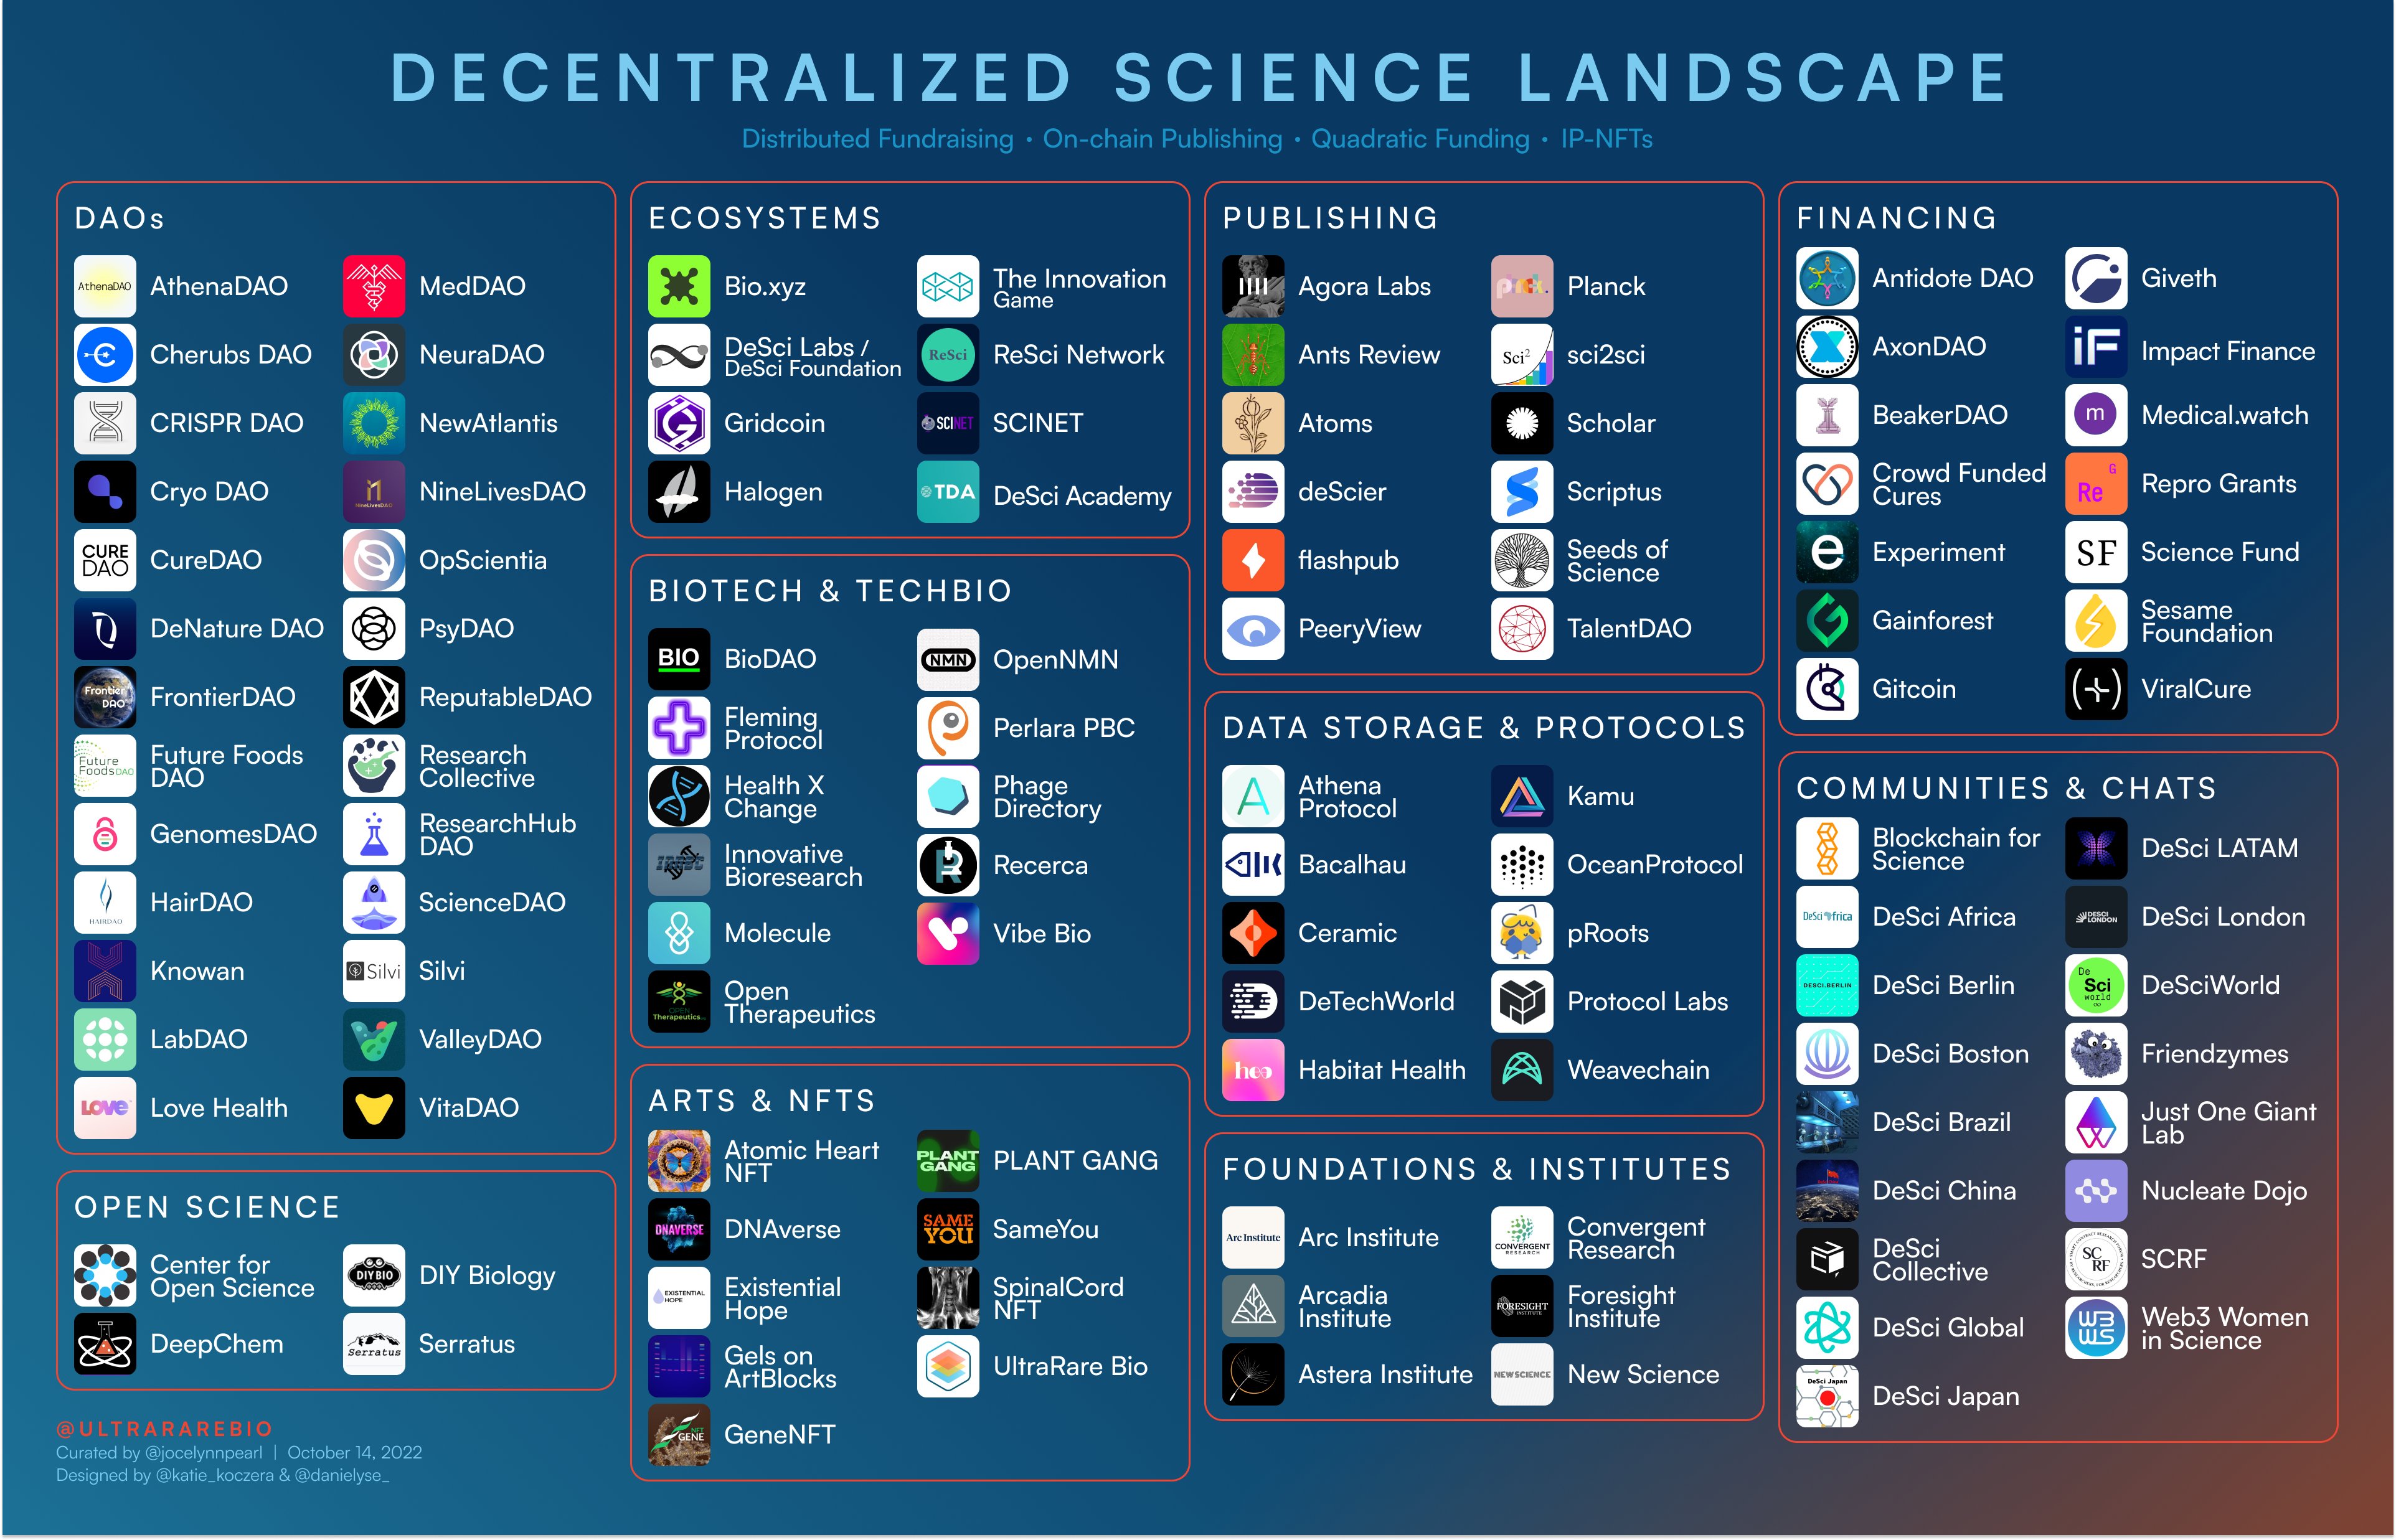 DECENTRALIZED SCIENCE LANDSCAPE
Distributed Fundraising · On-chain Publishing · Quadratic Funding · IP-NFTs
DAOs
AthenaDAO
AthenaDAO
MedDAO
Cherubs DAO
NeuraDAO
CRISPR DAO
NewAtlantis
Cryo DAO
NineLivesDAO
NineLivesDAO
CURE
DAO
CureDAO
OpScientia
DeNature DAO
PsyDAO
Frontier
DAO
FrontierDAO
ReputableDAO
Future
FoodsDAO
Future Foods
DAO
Research
Collective
GenomesDAO
ResearchHub
DAO
HAIRDAO
HairDAO
ScienceDAO
Knowan
Silvi
Silvi
LabDAO
ValleyDAO
LOVE
Love Health
VitaDAO
OPEN SCIENCE
Center for
Open Science
DIYBIO
DIY Biology
DeepChem
Serratus
Serratus
@ULTRARAREBIO
Curated by @jocelynnpearl | October 14, 2022
Designed by @katie_koczera & @danielyse_
ECOSYSTEMS
Bio.xyz
The Innovation
Game
DeSci Labs /
DeSci Foundation
ReSci
ReSci Network
Gridcoin
SCINET
SCINET
Halogen
TDA
DeSci Academy
BIOTECH & TECHBIO
BIO
BioDAO
NMN
OpenNMN
Fleming
Protocol
Perlara PBC
Health X
Change
Phage
Directory
Innovative
Bioresearch
R
Recerca
Molecule
Vibe Bio
OPEN
Therapeutics
Open
Therapeutics
ARTS & NFTS
Atomic Heart
NFT
PLANT
GANG
PLANT GANG
DNAVERSE
DNAverse
SAME
YOU
SameYou
EXISTENTIAL
HOPE
Existential
Hope
SpinalCord
NFT
Gels on
ArtBlocks
UltraRare Bio
NFT
GENE
GeneNFT
PUBLISHING
Agora Labs
Planck
Ants Review
Sci²
sci2sci
Atoms
Scholar
deScier
Scriptus
flashpub
Seeds of
Science
PeeryView
TalentDAO
DATA STORAGE & PROTOCOLS
A
Athena
Protocol
Kamu
Bacalhau
OceanProtocol
Ceramic
pRoots
DeTechWorld
Protocol Labs
Habitat Health
Weavechain
FOUNDATIONS & INSTITUTES
Arc Institute
Arc Institute
CONVERGENT
RESEARCH
Convergent
Research
Arcadia
Institute
FORESIGHT
INSTITUTE
Foresight
Institute
Astera Institute
NEW SCIENCE
New Science
FINANCING
Antidote DAO
Giveth
AxonDAO
iF
Impact Finance
BeakerDAO
m
Medical.watch
Crowd Funded
Cures
G
Re
Repro Grants
e
Experiment
SF
Science Fund
Gainforest
Sesame
Foundation
Gitcoin
ViralCure
COMMUNITIES & CHATS
Blockchain for
Science
DeSci LATAM
DeSci Africa
DeSci Africa
DESCI
LONDON
DeSci London
DESCI.BERLIN
DeSci Berlin
De
Sci
world
DeSciWorld
DeSci Boston
Friendzymes
DeSci Brazil
Just One Giant
Lab
DeSci China
Nucleate Dojo
DeSci
Collective
SC
RF
SCRF
DeSci Global
W3
WS
Web3 Women
in Science
DeSci Japan
DeSci Japan